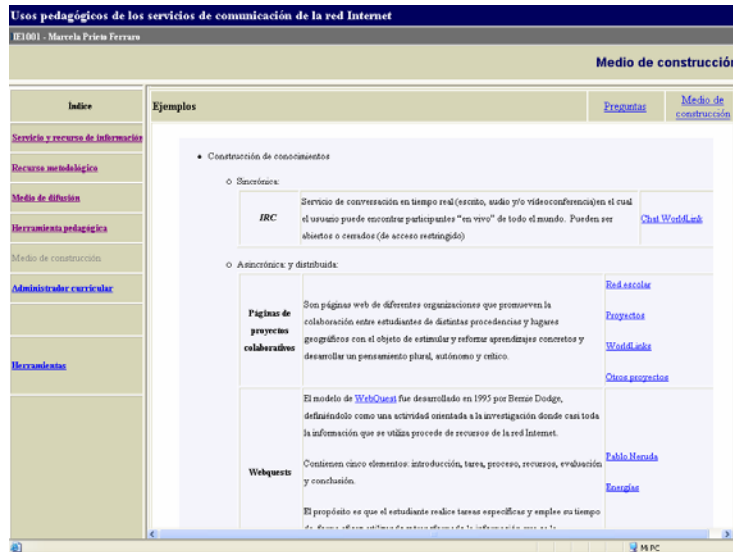 Usos pedagógicos de los servicios de comunicación de la red Internet
IE1001 - Marcela Prieto Ferraro
Medio de construcción
Índice
Servicio y recurso de información
Recurso metodológico
Medio de difusión
Herramienta pedagógica
Medio de construcción
Administrador curricular
Herramientas
Ejemplos
Preguntas
Medio de
construcción
Construcción de conocimientos
Sincrónica:
IRC
Servicio de conversación en tiempo real (escrito, audio y/o videoconferencia)en el cual
el usuario puede encontrar participantes "en vivo" de todo el mundo. Pueden ser
abiertos o cerrados (de acceso restringido)
Chat WorldLink
Asincrónica: y distribuida:
Páginas de
proyectos
colaborativos
Son páginas web de diferentes organizaciones que promueven la
colaboración entre estudiantes de distintas procedencias y lugares
geográficos con el objeto de estimular y reforzar aprendizajes concretos y
desarrollar un pensamiento plural, autónomo y crítico.
Red escolar
Proyectos
WorldLinks
Otros proyectos
Webquests
El modelo de WebQuest fue desarrollado en 1995 por Bernie Dodge,
definiéndolo como una actividad orientada a la investigación donde casi toda
la información que se utiliza procede de recursos de la red Internet.
Contienen cinco elementos: introducción, tarea, proceso, recursos, evaluación
y conclusión.
El propósito es que el estudiante realice tareas específicas y emplee su tiempo
Pablo Neruda
Energías
Mi PC